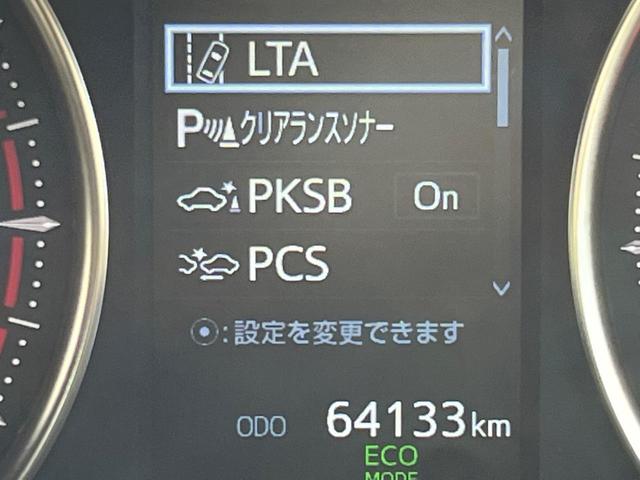 LTA
P クリアランスソナー
PKSB On
PCS
⦿:設定を変更できます
ODO 64133km
ECO
MODE